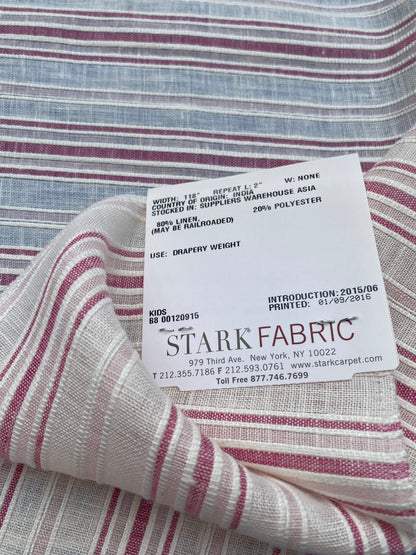 WIDTH: 118" REPEAT L: 2" W: NONE
COUNTRY OF ORIGIN: INDIA
STOCKED IN: SUPPLIERS WAREHOUSE ASIA
80% LINEN, 20% POLYESTER
(MAY BE RAILROADED)
USE: DRAPERY WEIGHT
KIDS INTRODUCTION: 2015/06
B8 00120915 PRINTED: 01/09/2016
STARK FABRIC
979 Third Ave. New York, NY 10022
T 212.355.7186 F 212.593.0761 www.starkcarpet.com
Toll Free 877.746.7699